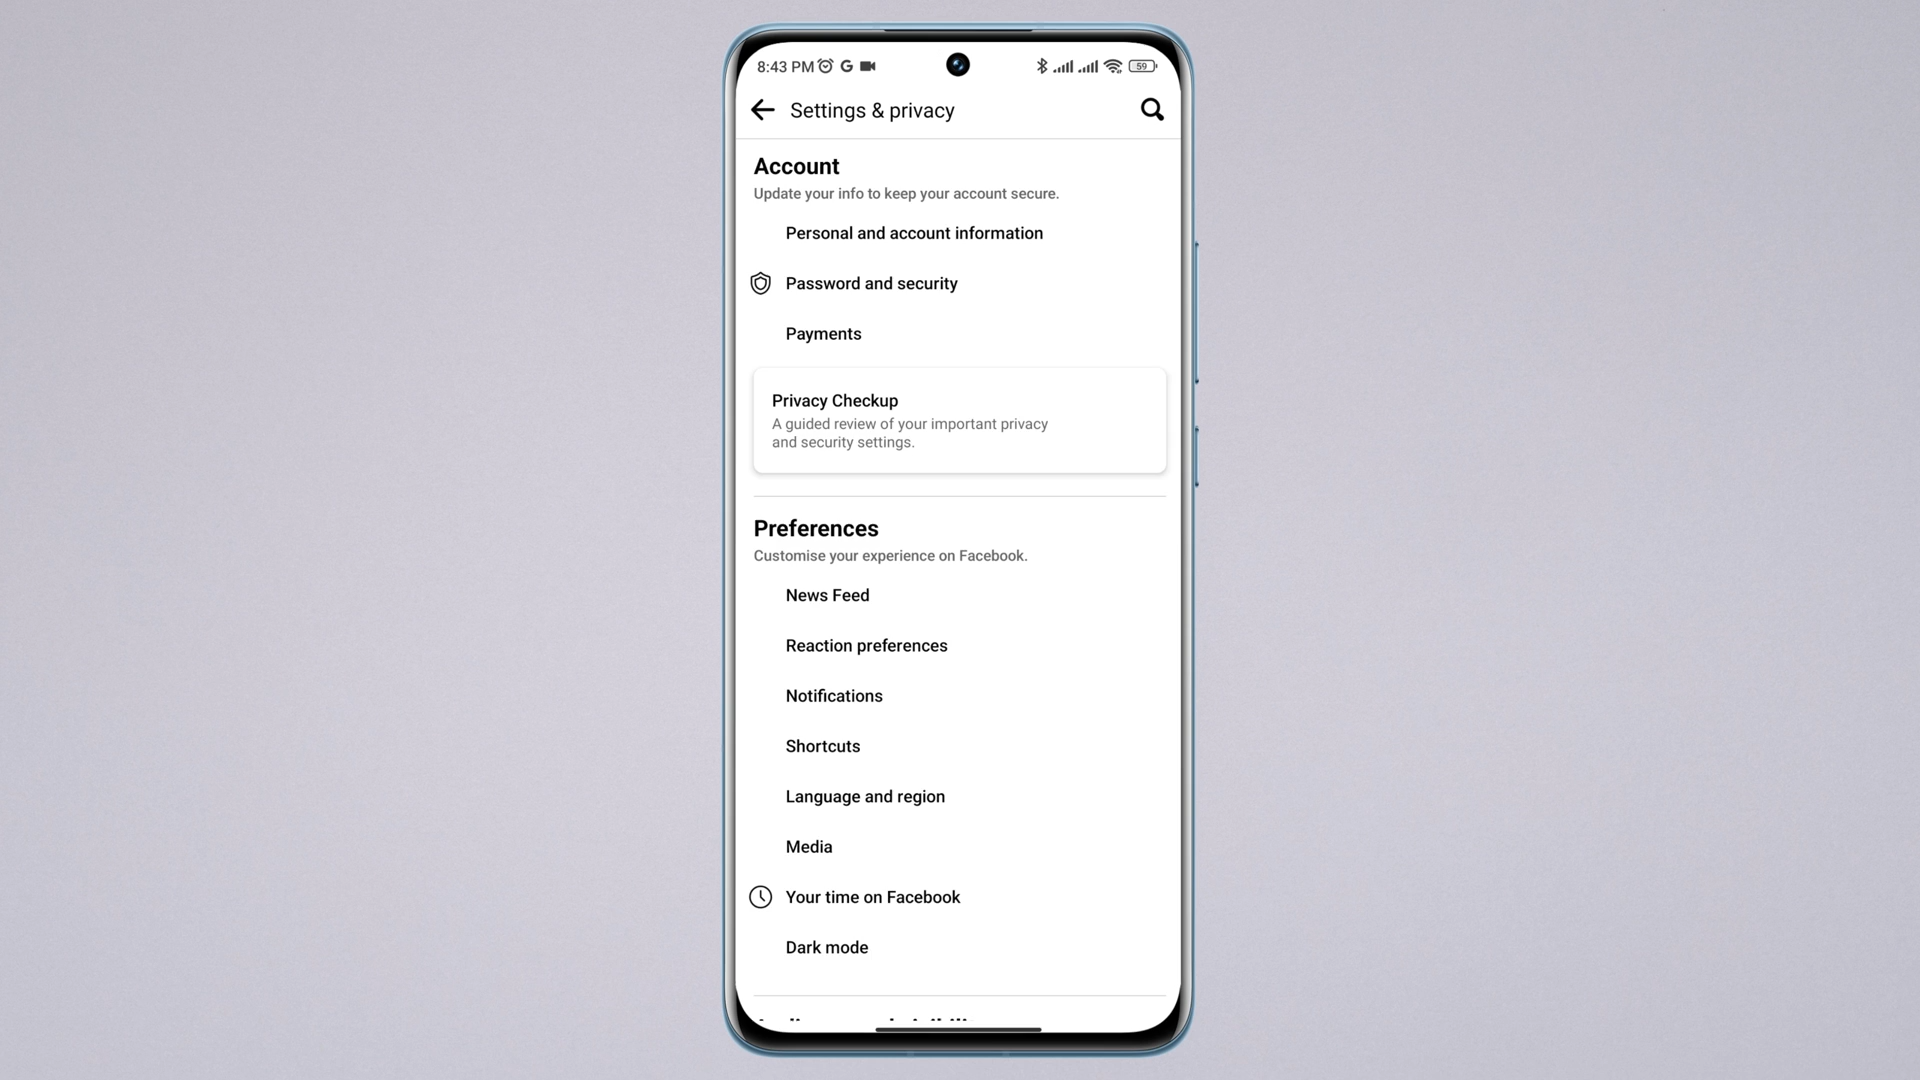 8:43 PM
59
Settings & privacy
Account
Update your info to keep your account secure.
Personal and account information
Password and security
Payments
Privacy Checkup
A guided review of your important privacy
and security settings.
Preferences
Customise your experience on Facebook.
News Feed
Reaction preferences
Notifications
Shortcuts
Language and region
Media
Your time on Facebook
Dark mode